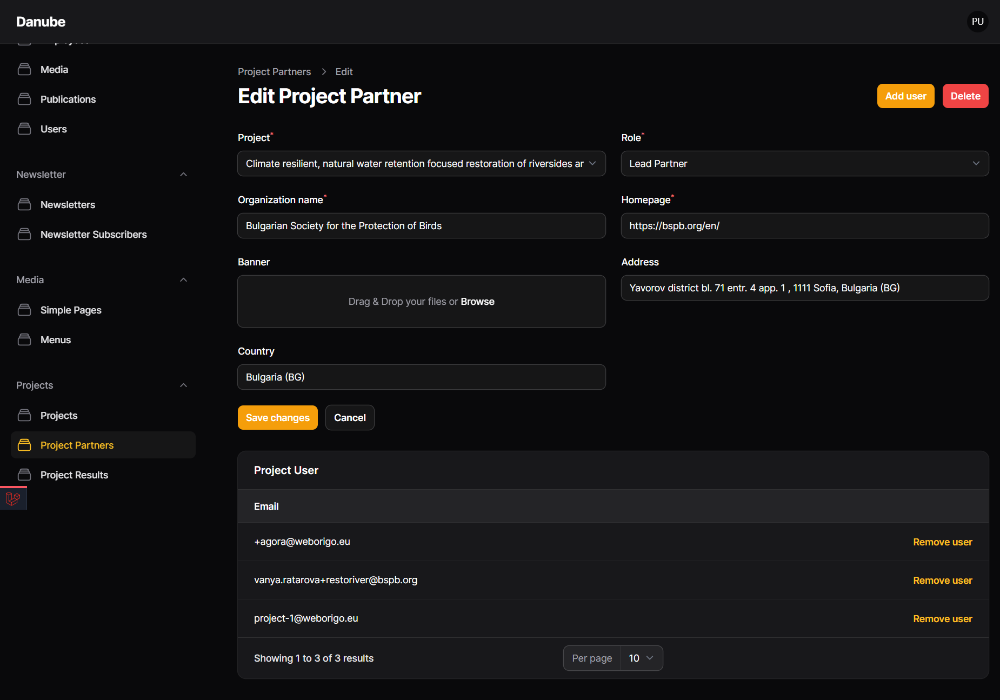 Danube
PU
Media
Publications
Users
Newsletter
Newsletters
Newsletter Subscribers
Media
Simple Pages
Menus
Projects
Projects
Project Partners
Project Results
Project Partners > Edit
Edit Project Partner
Add user
Delete
Project*
Role*
Climate resilient, natural water retention focused restoration of riversides ar
Lead Partner
Organization name*
Homepage*
Bulgarian Society for the Protection of Birds
https://bspb.org/en/
Banner
Address
Drag & Drop your files or Browse
Yavorov district bl. 71 entr. 4 app. 1 , 1111 Sofia, Bulgaria (BG)
Country
Bulgaria (BG)
Save changes
Cancel
Project User
Email
+agora@weborigo.eu
Remove user
vanya.ratarova+restoriver@bspb.org
Remove user
project-1@weborigo.eu
Remove user
Showing 1 to 3 of 3 results
Per page
10